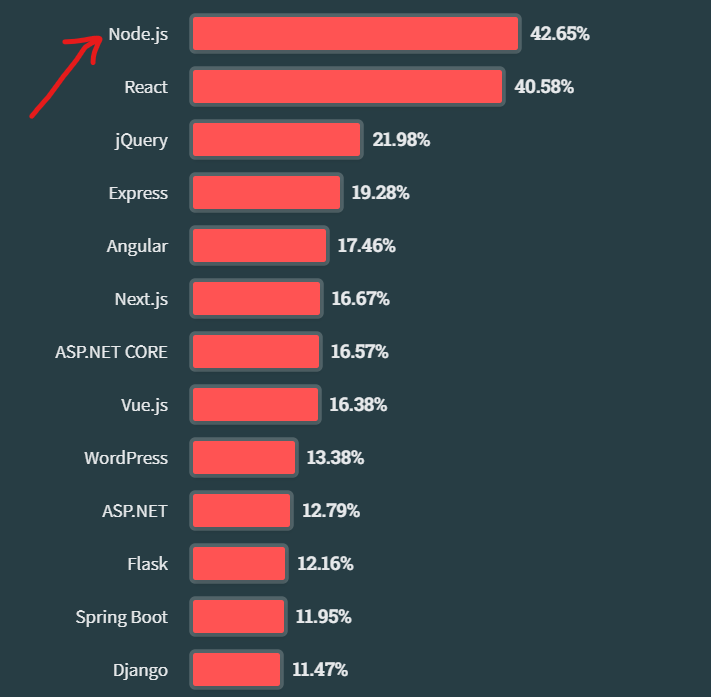 Node.js 42.65%
React 40.58%
jQuery 21.98%
Express 19.28%
Angular 17.46%
Next.js 16.67%
ASP.NET CORE 16.57%
Vue.js 16.38%
WordPress 13.38%
ASP.NET 12.79%
Flask 12.16%
Spring Boot 11.95%
Django 11.47%